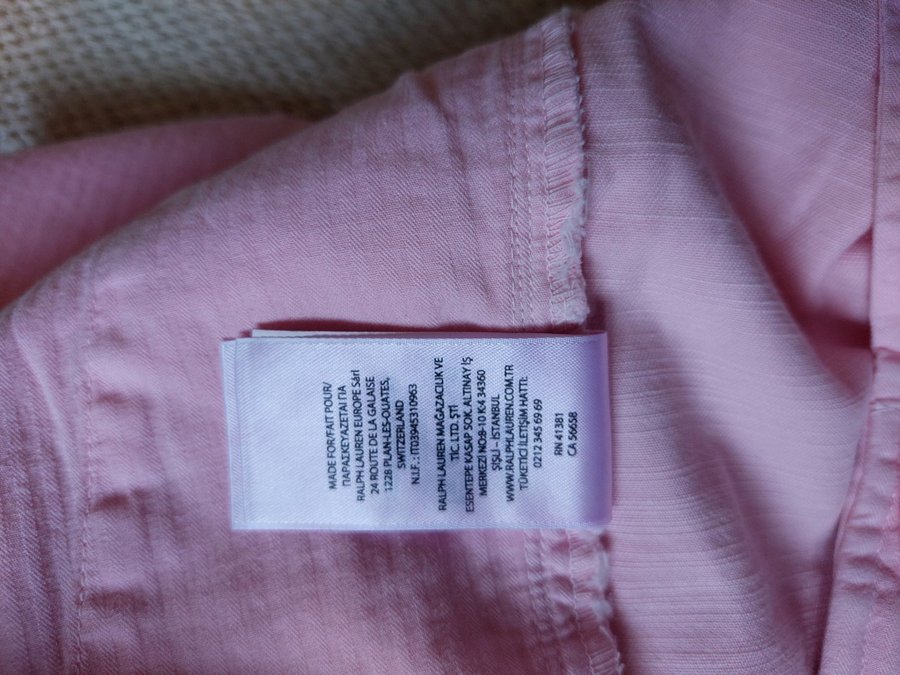 MADE FOR/FAIT POUR/
ΠΑΡΑΣΚΕΥΑΖΕΤΑΙ ΓΙΑ
RALPH LAUREN EUROPE Sàrl
24 ROUTE DE LA GALAISE
1228 PLAN-LES-OUATES,
SWITZERLAND
N.I.F. : IT03945310963
RALPH LAUREN MAĞAZACILIK VE
TİC. LTD. ŞTİ
ESENTEPE KASAP SOK. ALTINAY İŞ
MERKEZİ NO:8-10 K:4 34360
ŞİŞLİ – İSTANBUL
WWW.RALPHLAUREN.COM.TR
TÜKETİCİ İLETİŞİM HATTI:
0212 345 69 69
RN 41381
CA 56658